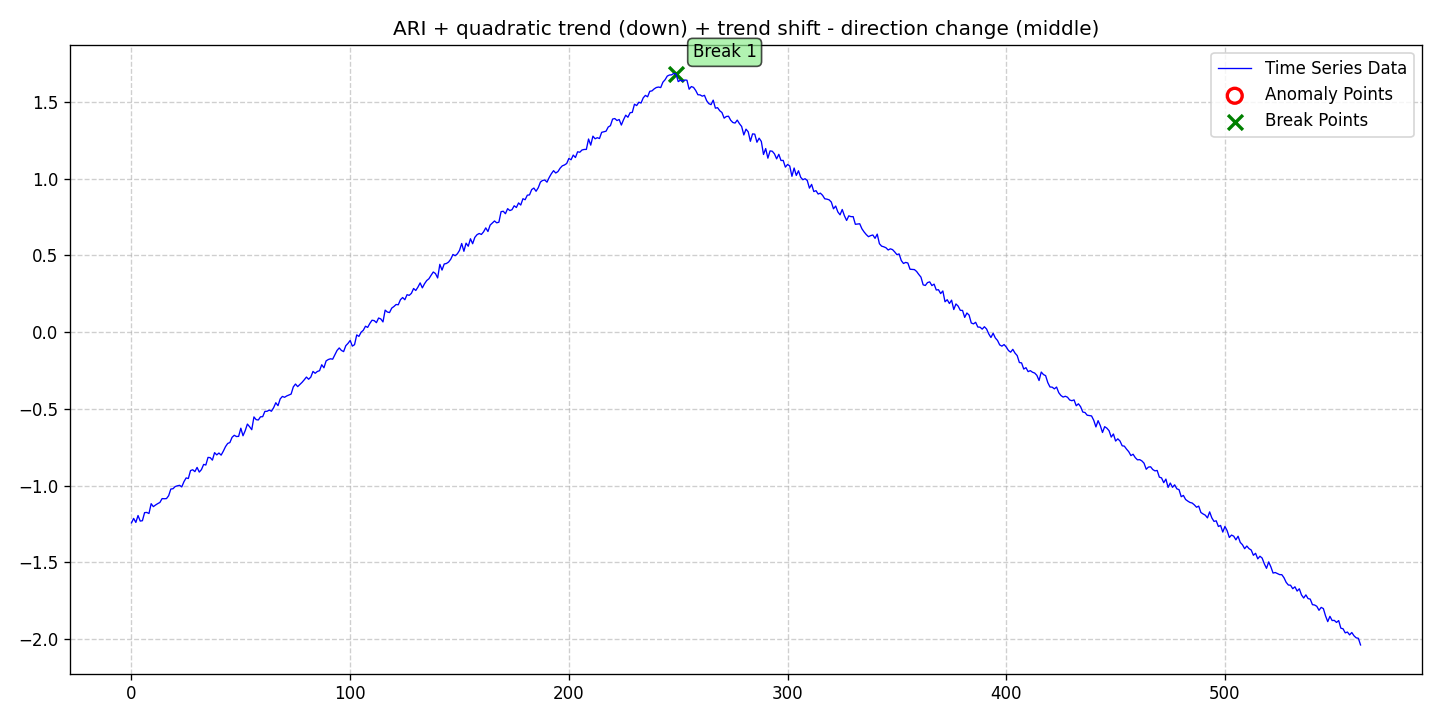 ARI + quadratic trend (down) + trend shift - direction change (middle)
Break 1
Time Series Data
Anomaly Points
Break Points
1.5
1.0
0.5
0.0
−0.5
−1.0
−1.5
−2.0
0 100 200 300 400 500